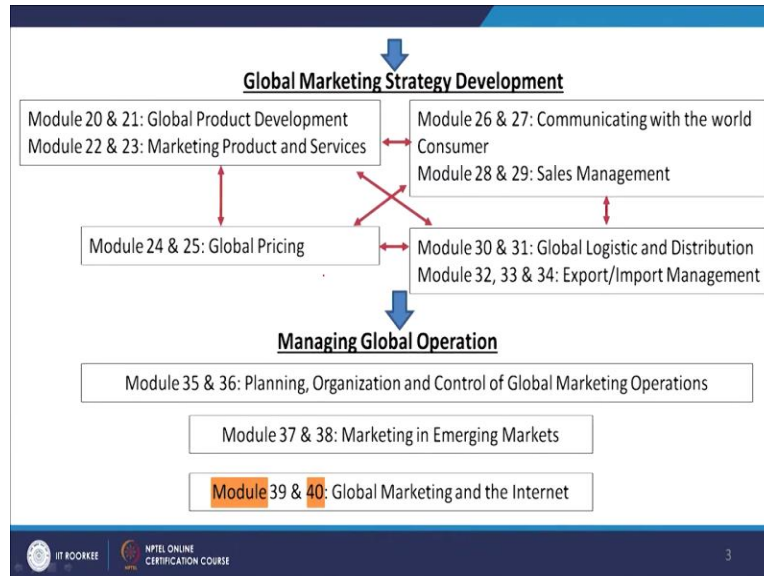 Global Marketing Strategy Development
Module 20 & 21: Global Product Development
Module 22 & 23: Marketing Product and Services
Module 26 & 27: Communicating with the world
Consumer
Module 28 & 29: Sales Management
Module 24 & 25: Global Pricing
Module 30 & 31: Global Logistic and Distribution
Module 32, 33 & 34: Export/Import Management
Managing Global Operation
Module 35 & 36: Planning, Organization and Control of Global Marketing Operations
Module 37 & 38: Marketing in Emerging Markets
Module 39 & 40: Global Marketing and the Internet
IIT ROORKEE
NPTEL ONLINE
CERTIFICATION COURSE
3